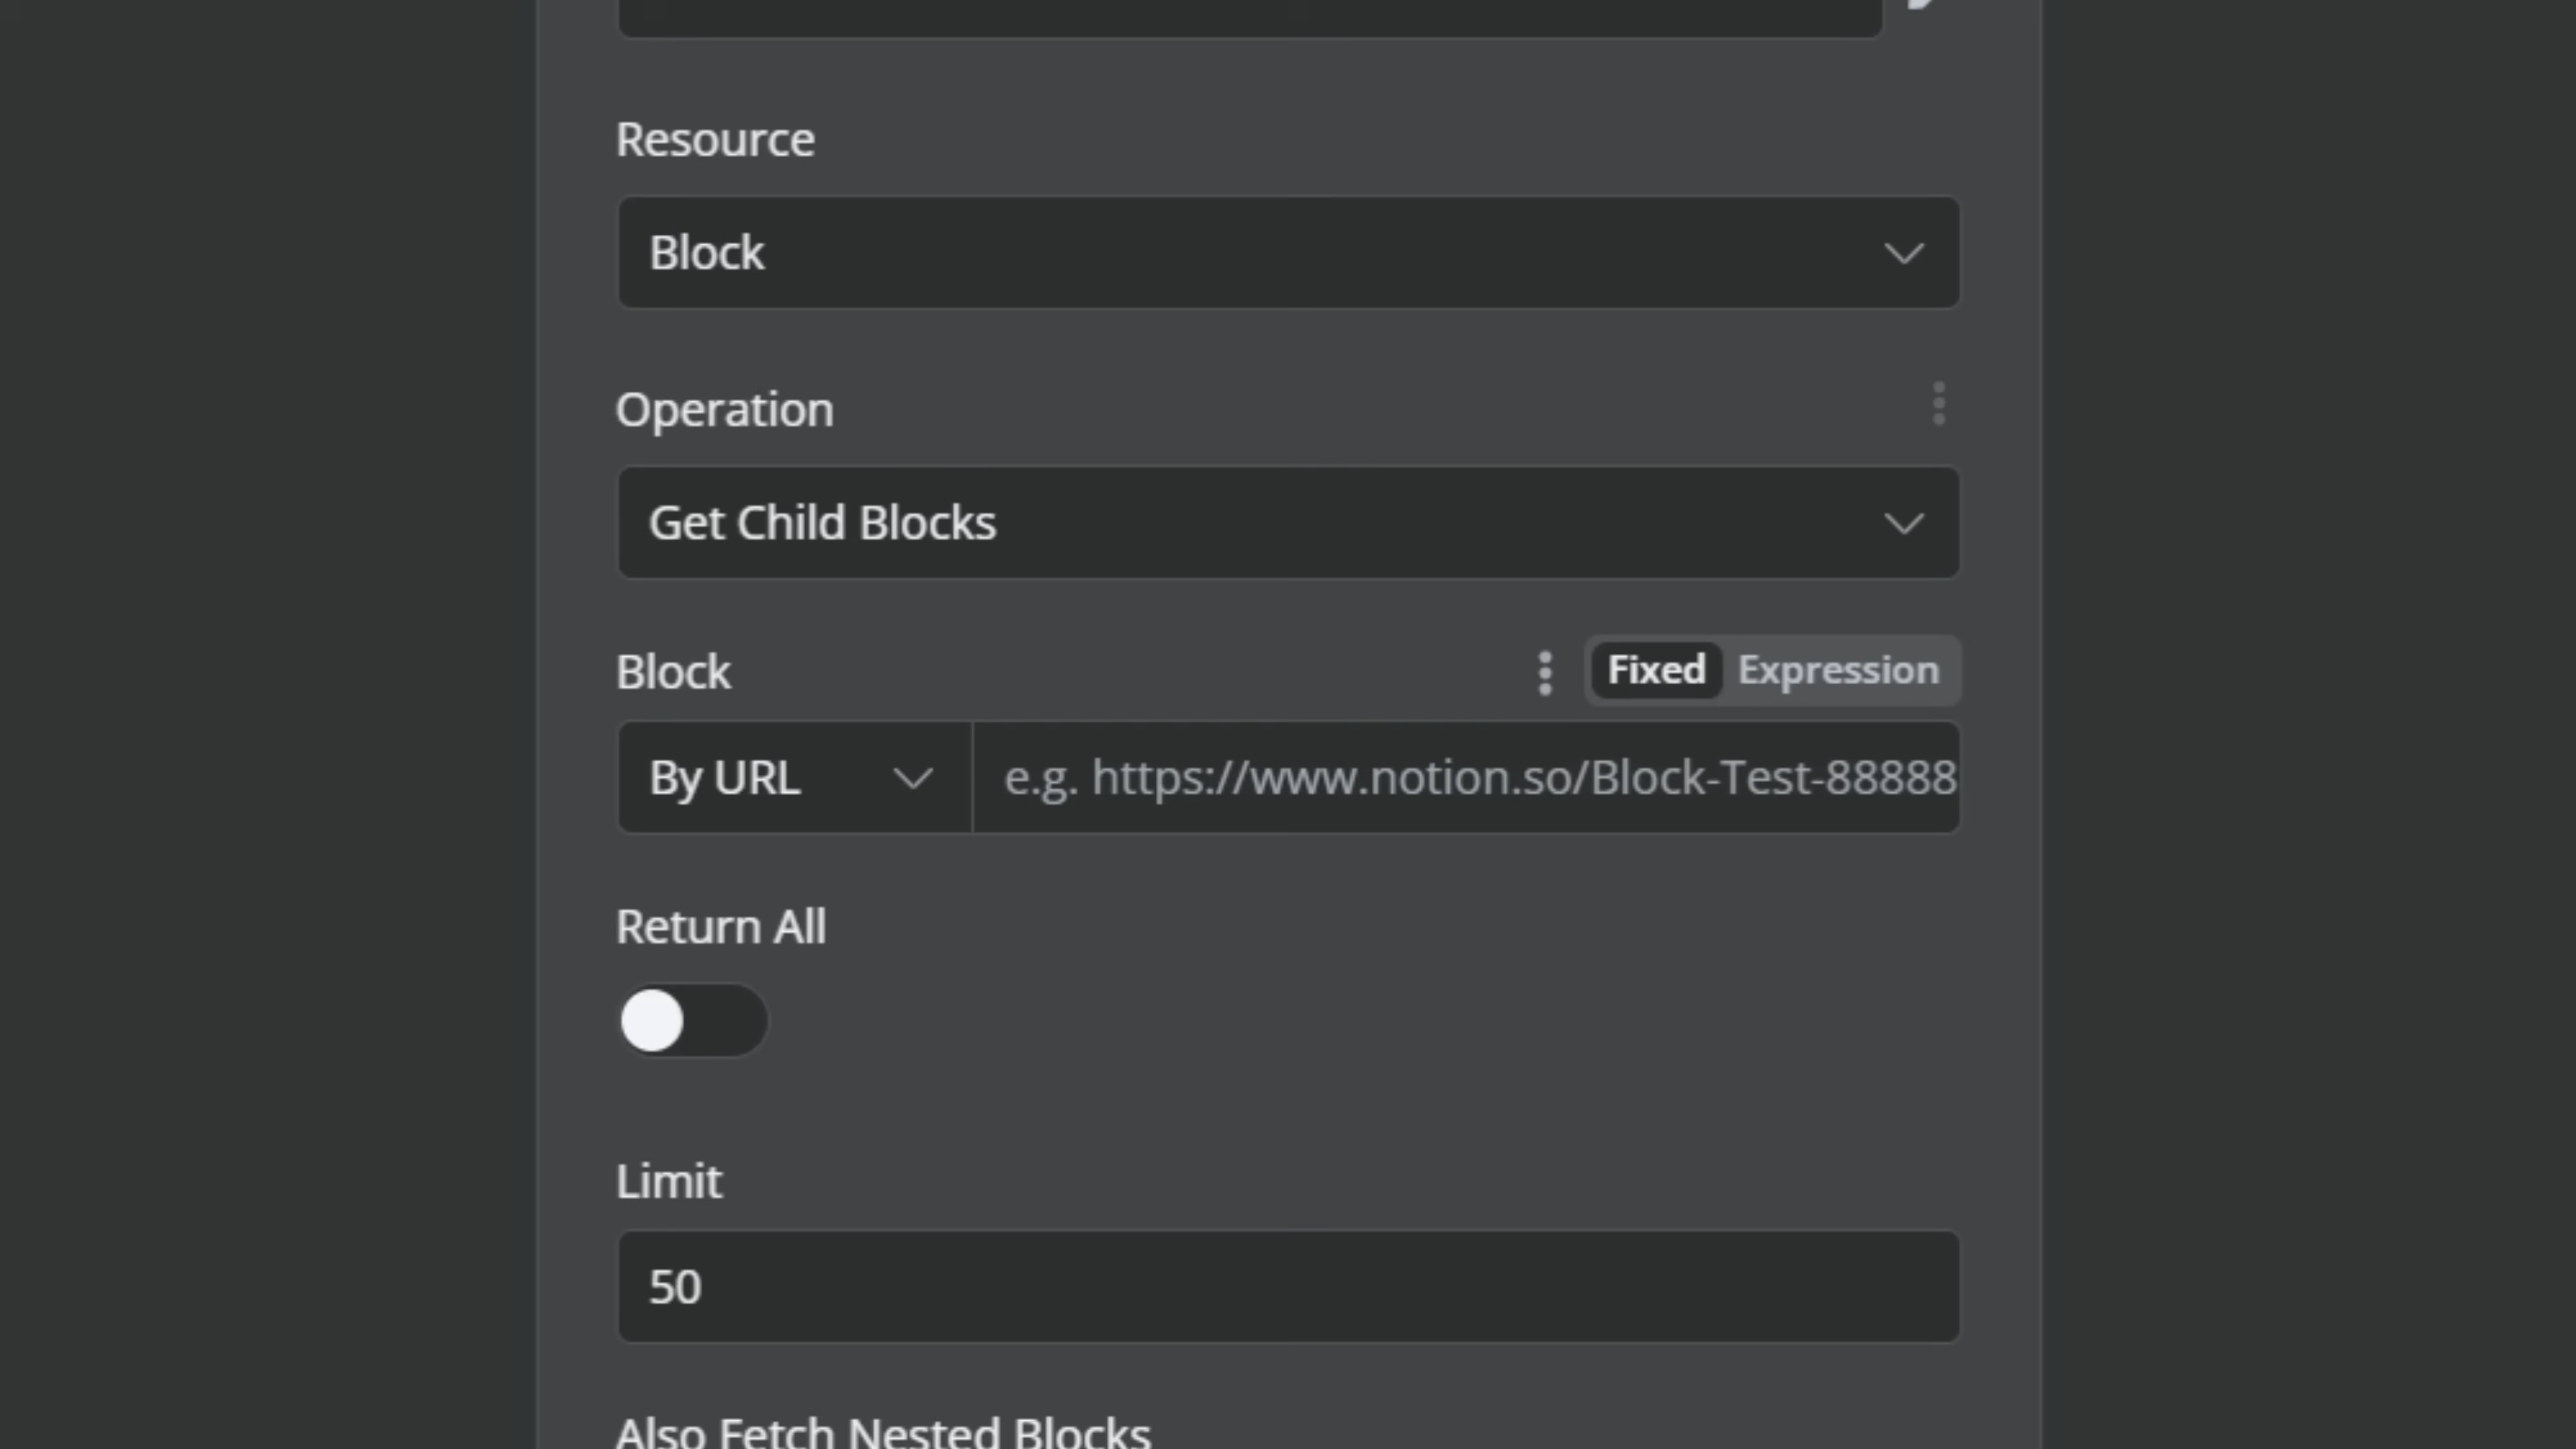 Resource
Block
Operation
Get Child Blocks
Block
Fixed Expression
By URL
e.g. https://www.notion.so/Block-Test-88888
Return All
Limit
50
Also Fetch Nested Blocks